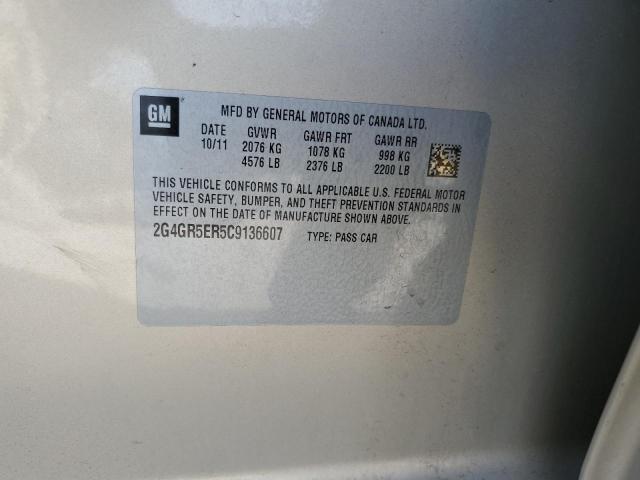 GM
MFD BY GENERAL MOTORS OF CANADA LTD.
DATE GVWR GAWR FRT GAWR RR
10/11 2076 KG 1078 KG 998 KG
4576 LB 2376 LB 2200 LB
THIS VEHICLE CONFORMS TO ALL APPLICABLE U.S. FEDERAL MOTOR
VEHICLE SAFETY, BUMPER, AND THEFT PREVENTION STANDARDS IN
EFFECT ON THE DATE OF MANUFACTURE SHOWN ABOVE.
2G4GR5ER5C9136607 TYPE: PASS CAR